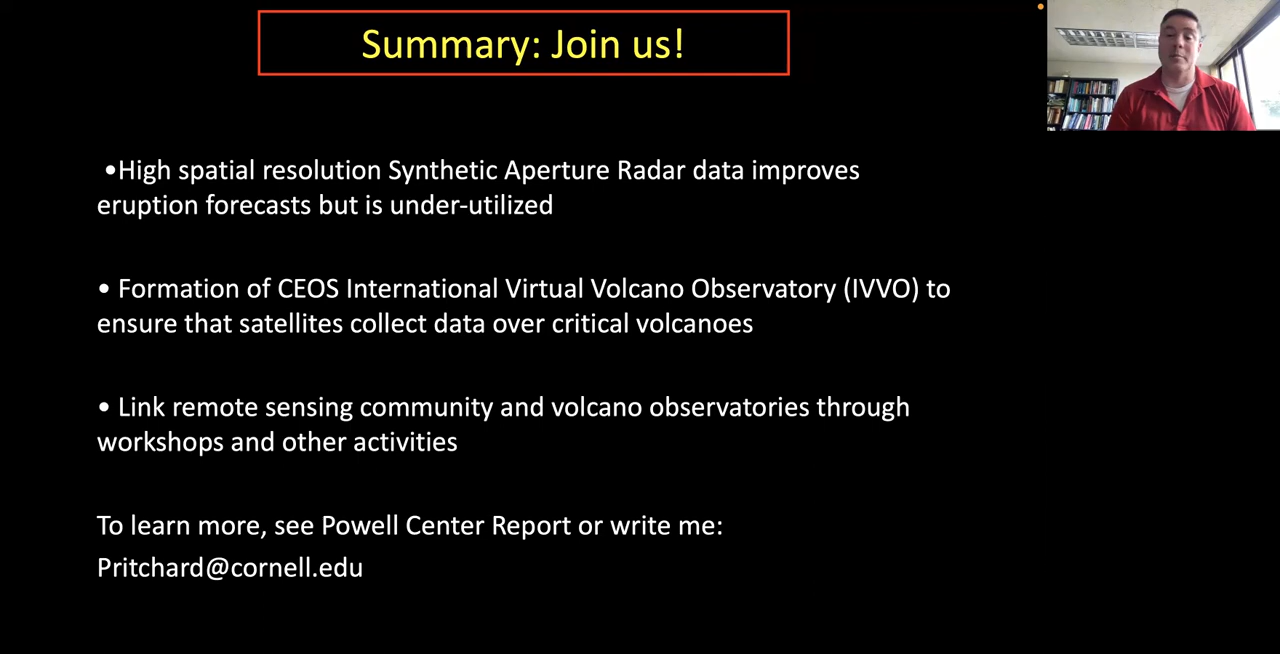 Summary: Join us!
•High spatial resolution Synthetic Aperture Radar data improves
eruption forecasts but is under-utilized
• Formation of CEOS International Virtual Volcano Observatory (IVVO) to
ensure that satellites collect data over critical volcanoes
• Link remote sensing community and volcano observatories through
workshops and other activities
To learn more, see Powell Center Report or write me:
Pritchard@cornell.edu